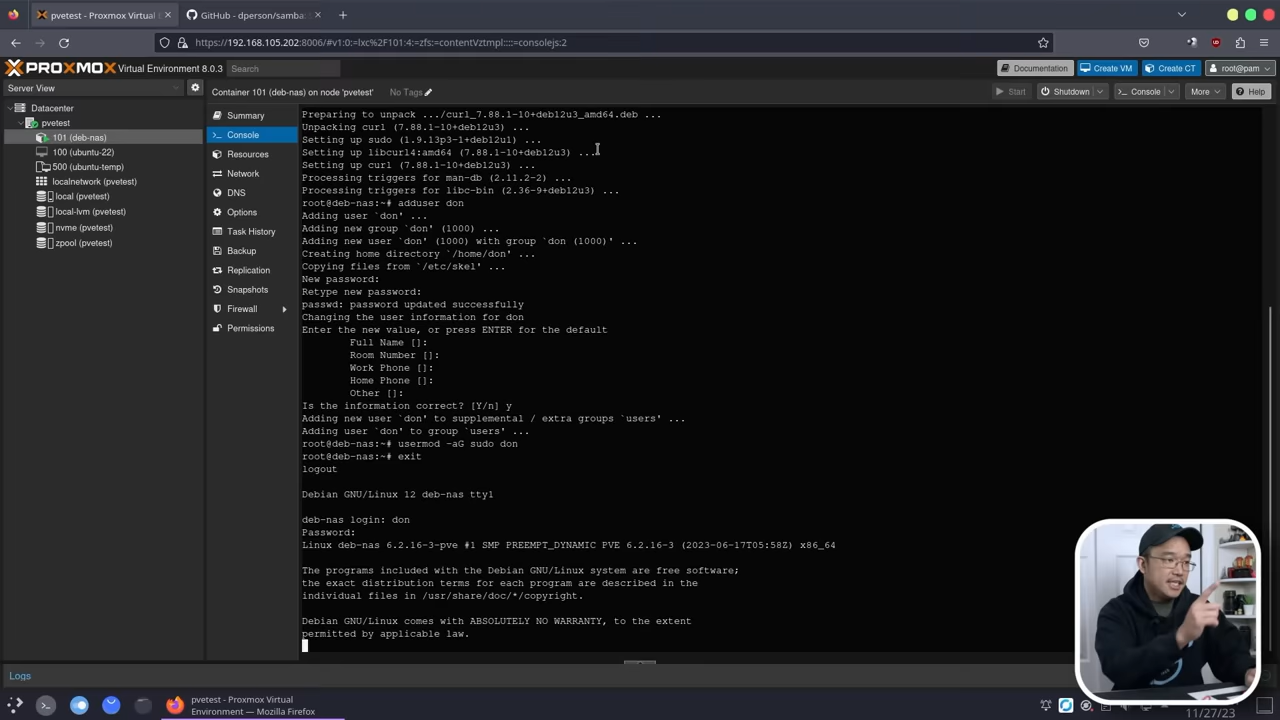 pvetest - Proxmox Virtual E
GitHub - dperson/samba:
https://192.168.105.202:8006/#v1:0:=lxc%2F101:4:=zfs:=contentVztmpl::::=consolejs:2
PROXMOX Virtual Environment 8.0.3
Search
Documentation
Create VM
Create CT
root@pam
Server View
Container 101 (deb-nas) on node 'pvetest'
No Tags
Start
Shutdown
Console
More
Help
Datacenter
pvetest
101 (deb-nas)
100 (ubuntu-22)
500 (ubuntu-temp)
localnetwork (pvetest)
local (pvetest)
local-lvm (pvetest)
nvme (pvetest)
zpool (pvetest)
Summary
Console
Resources
Network
DNS
Options
Task History
Backup
Replication
Snapshots
Firewall
Permissions
Preparing to unpack .../curl_7.88.1-10+deb12u3_amd64.deb ...
Unpacking curl (7.88.1-10+deb12u3) ...
Setting up sudo (1.9.13p3-1+deb12u1) ...
Setting up libcurl4:amd64 (7.88.1-10+deb12u3) ...
Setting up curl (7.88.1-10+deb12u3) ...
Processing triggers for man-db (2.11.2-2) ...
Processing triggers for libc-bin (2.36-9+deb12u3) ...
root@deb-nas:~# adduser don
Adding user `don' ...
Adding new group `don' (1000) ...
Adding new user `don' (1000) with group `don (1000)' ...
Creating home directory `/home/don' ...
Copying files from `/etc/skel' ...
New password:
Retype new password:
passwd: password updated successfully
Changing the user information for don
Enter the new value, or press ENTER for the default
Full Name []:
Room Number []:
Work Phone []:
Home Phone []:
Other []:
Is the information correct? [Y/n] y
Adding new user `don' to supplemental / extra groups `users' ...
Adding user `don' to group `users' ...
root@deb-nas:~# usermod -aG sudo don
root@deb-nas:~# exit
logout
Debian GNU/Linux 12 deb-nas tty1
deb-nas login: don
Password:
Linux deb-nas 6.2.16-3-pve #1 SMP PREEMPT_DYNAMIC PVE 6.2.16-3 (2023-06-17T05:58Z) x86_64
The programs included with the Debian GNU/Linux system are free software;
the exact distribution terms for each program are described in the
individual files in /usr/share/doc/*/copyright.
Debian GNU/Linux comes with ABSOLUTELY NO WARRANTY, to the extent
permitted by applicable law.
Logs
pvetest - Proxmox Virtual
Environment — Mozilla Firefox
11/27/23